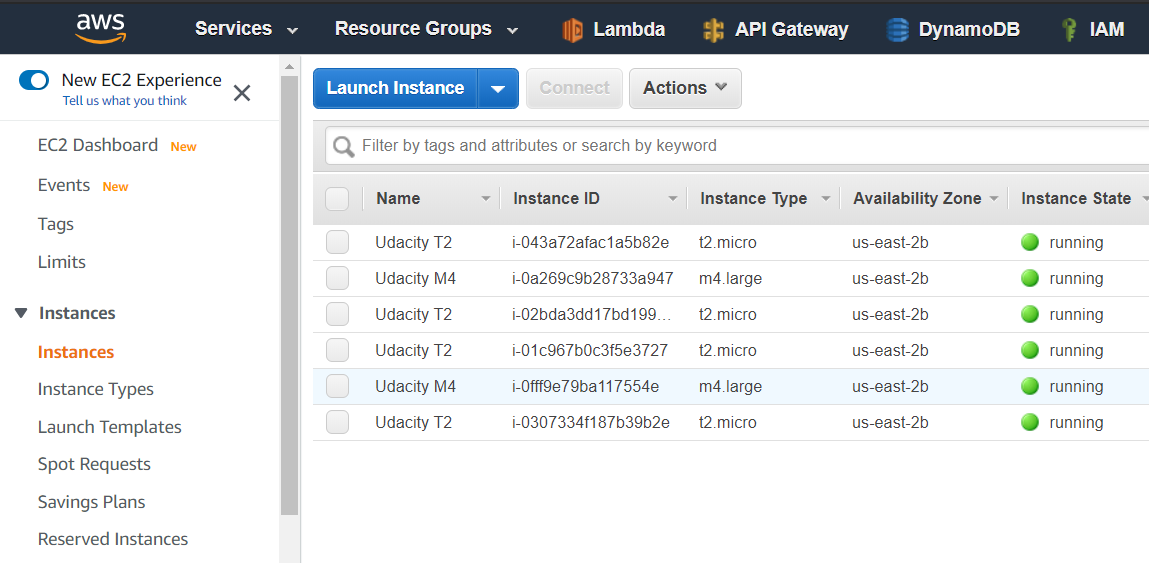 aws Services Resource Groups Lambda API Gateway DynamoDB IAM
New EC2 Experience
Tell us what you think
EC2 Dashboard New
Events New
Tags
Limits
Instances
Instances
Instance Types
Launch Templates
Spot Requests
Savings Plans
Reserved Instances
Launch Instance Connect Actions
Filter by tags and attributes or search by keyword
Name Instance ID Instance Type Availability Zone Instance State
Udacity T2 i-043a72afac1a5b82e t2.micro us-east-2b running
Udacity M4 i-0a269c9b28733a947 m4.large us-east-2b running
Udacity T2 i-02bda3dd17bd199... t2.micro us-east-2b running
Udacity T2 i-01c967b0c3f5e3727 t2.micro us-east-2b running
Udacity M4 i-0fff9e79ba117554e m4.large us-east-2b running
Udacity T2 i-0307334f187b39b2e t2.micro us-east-2b running